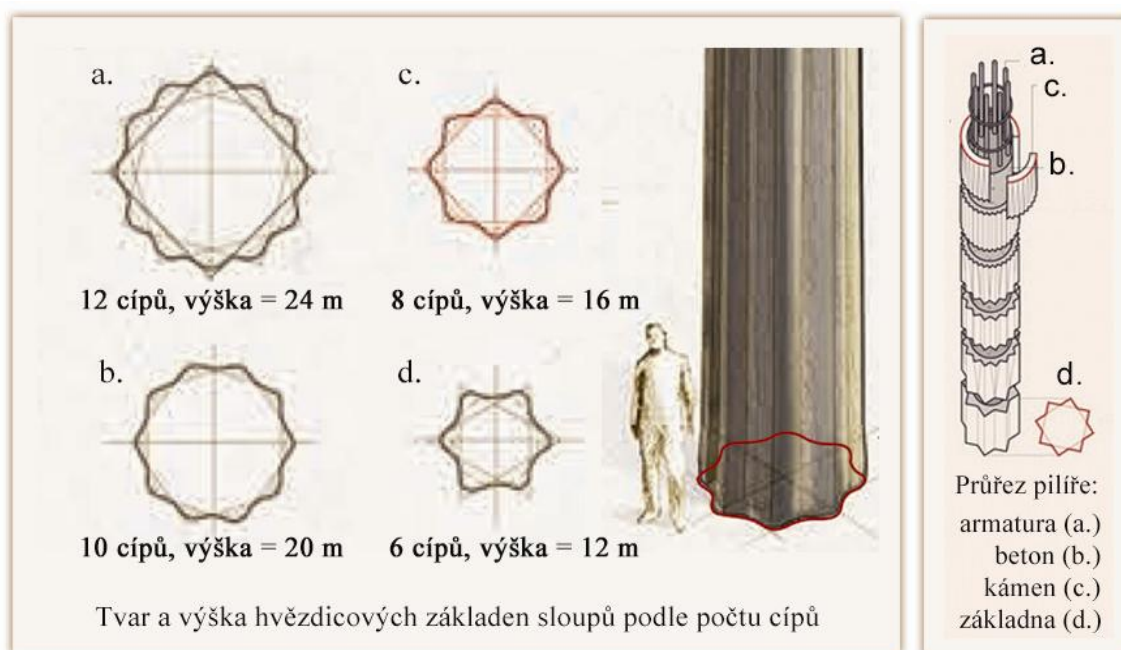 a.
12 cípů, výška = 24 m
c.
8 cípů, výška = 16 m
b.
10 cípů, výška = 20 m
d.
6 cípů, výška = 12 m
Tvar a výška hvězdicových základen sloupů podle počtu cípů
a.
c.
b.
d.
Průřez pilíře:
armatura (a.)
beton (b.)
kámen (c.)
základna (d.)